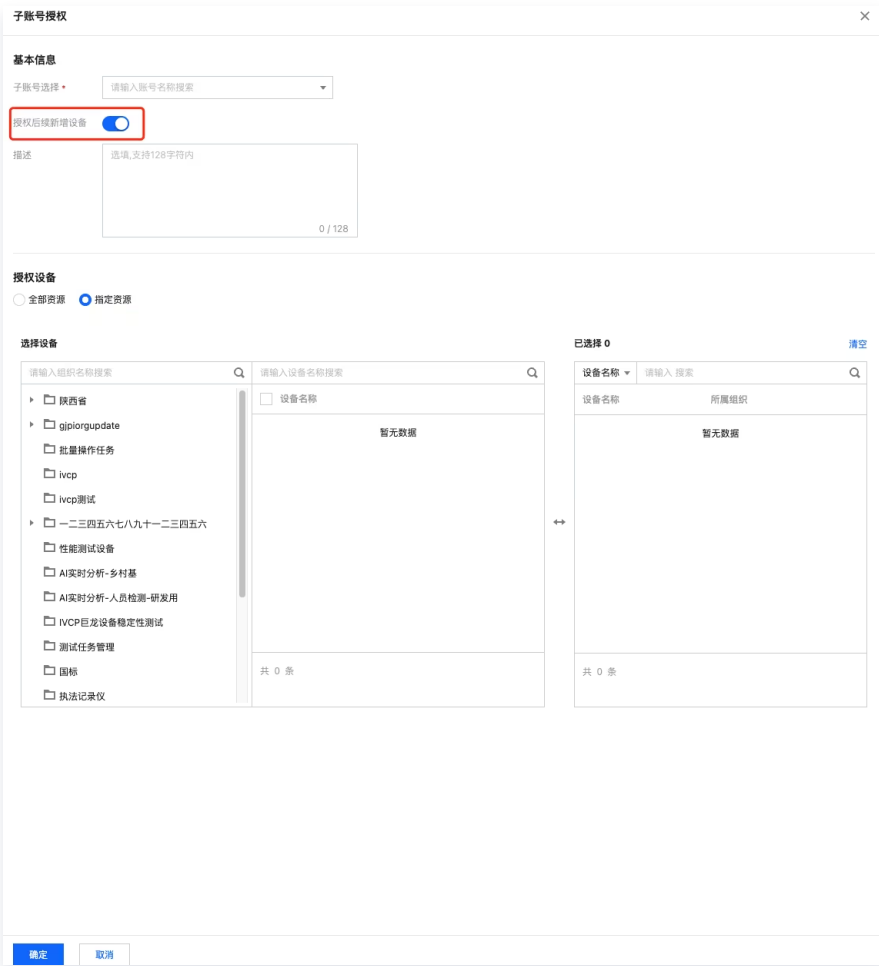 子账号授权
基本信息
子账号选择 * 请输入账号名称搜索
授权后续新增设备
描述 选填,支持128字符内
0 / 128
授权设备
全部资源 指定资源
选择设备 已选择 0 清空
请输入组织名称搜索 请输入设备名称搜索 设备名称 请输入 搜索
陕西省 设备名称 设备名称 所属组织
gjpiorgupdate
暂无数据 暂无数据
批量操作任务
ivcp
ivcp测试
一二三四五六七八九十一二三四五六
性能测试设备
AI实时分析-乡村基
AI实时分析-人员检测-研发用
IVCP巨龙设备稳定性测试
测试任务管理
国标 共 0 条 共 0 条
执法记录仪
确定 取消